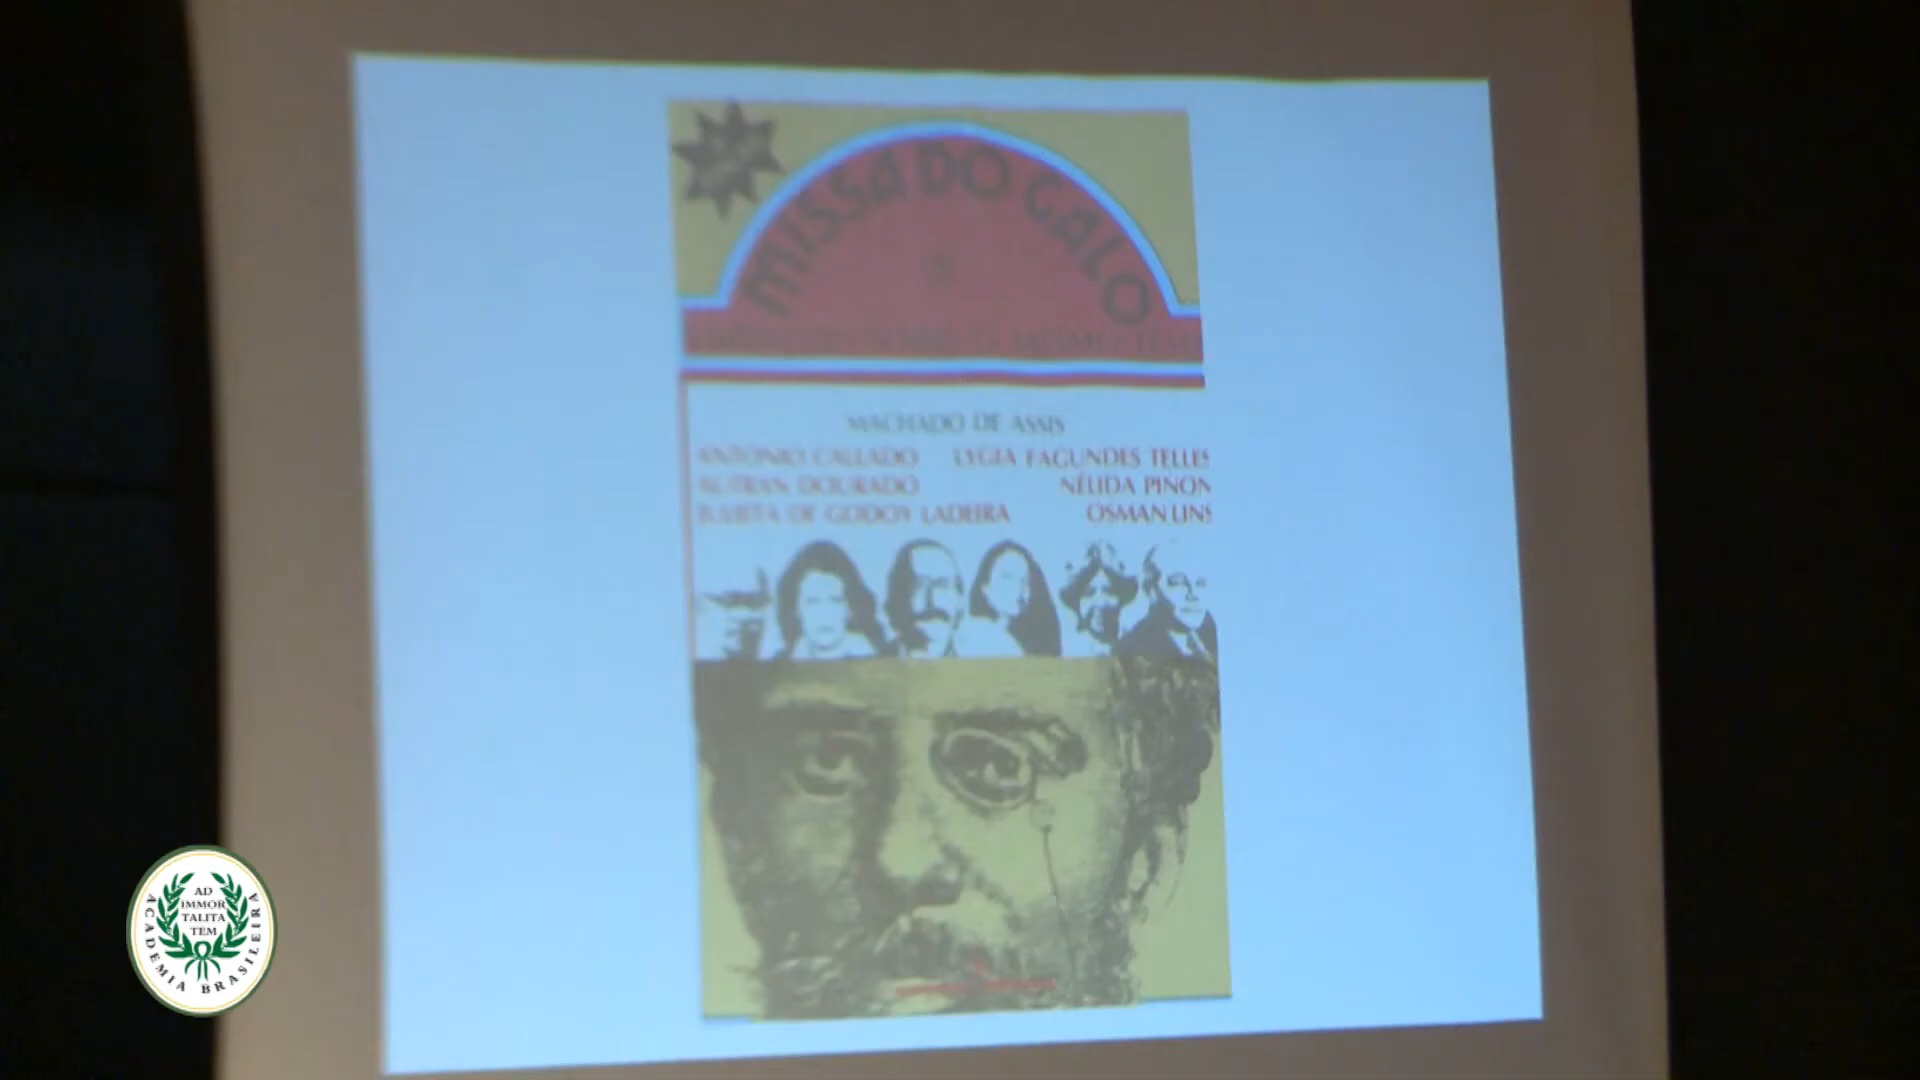 MISSA DO GALO
MACHADO DE ASSIS
ANTONIO CALLADO LYGIA FAGUNDES TELLES
AUTRAN DOURADO NÉLIDA PIÑON
JULIETA DE GODOY LADEIRA OSMAN LINS
AD
IMMOR
TALITA
TEM
ACADEMIA BRASILEIRA